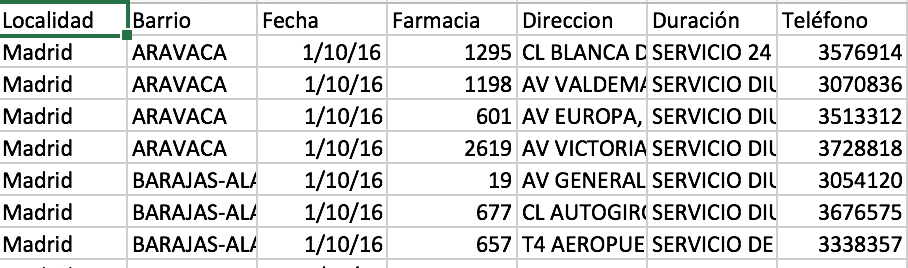 Localidad Barrio Fecha Farmacia Direccion Duración Teléfono
Madrid ARAVACA 1/10/16 1295 CL BLANCA D SERVICIO 24 3576914
Madrid ARAVACA 1/10/16 1198 AV VALDEMA SERVICIO DIU 3070836
Madrid ARAVACA 1/10/16 601 AV EUROPA, SERVICIO DIU 3513312
Madrid ARAVACA 1/10/16 2619 AV VICTORIA SERVICIO DIU 3728818
Madrid BARAJAS-ALA 1/10/16 19 AV GENERAL SERVICIO DIU 3054120
Madrid BARAJAS-ALA 1/10/16 677 CL AUTOGIRO SERVICIO DIU 3676575
Madrid BARAJAS-ALA 1/10/16 657 T4 AEROPUE SERVICIO DE 3338357